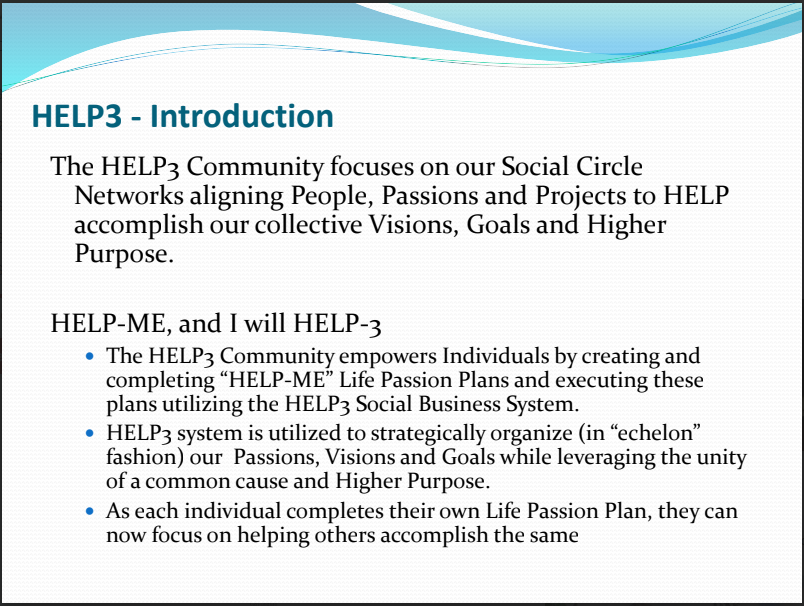 HELP3 - Introduction
The HELP3 Community focuses on our Social Circle
Networks aligning People, Passions and Projects to HELP
accomplish our collective Visions, Goals and Higher
Purpose.
HELP-ME, and I will HELP-3
• The HELP3 Community empowers Individuals by creating and
completing “HELP-ME” Life Passion Plans and executing these
plans utilizing the HELP3 Social Business System.
• HELP3 system is utilized to strategically organize (in “echelon”
fashion) our  Passions, Visions and Goals while leveraging the unity
of a common cause and Higher Purpose.
• As each individual completes their own Life Passion Plan, they can
now focus on helping others accomplish the same